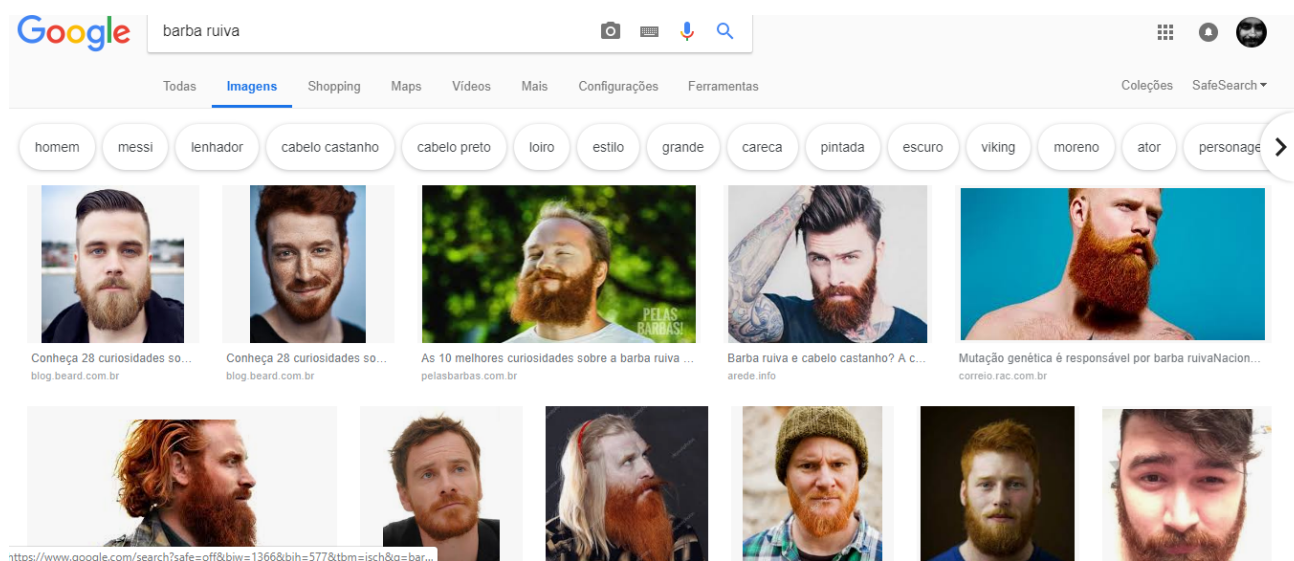 Google
barba ruiva
Todas Imagens Shopping Maps Vídeos Mais Configurações Ferramentas Coleções SafeSearch
homem messi lenhador cabelo castanho cabelo preto loiro estilo grande careca pintada escuro viking moreno ator personage
PELAS
BARBAS!
Conheça 28 curiosidades so... Conheça 28 curiosidades so... As 10 melhores curiosidades sobre a barba ruiva ... Barba ruiva e cabelo castanho? A c... Mutação genética é responsável por barba ruivaNacion...
blog.beard.com.br blog.beard.com.br pelasbarbas.com.br arede.info correio.rac.com.br
https://www.google.com/search?safe=off&biw=1366&bih=577&tbm=isch&q=bar...